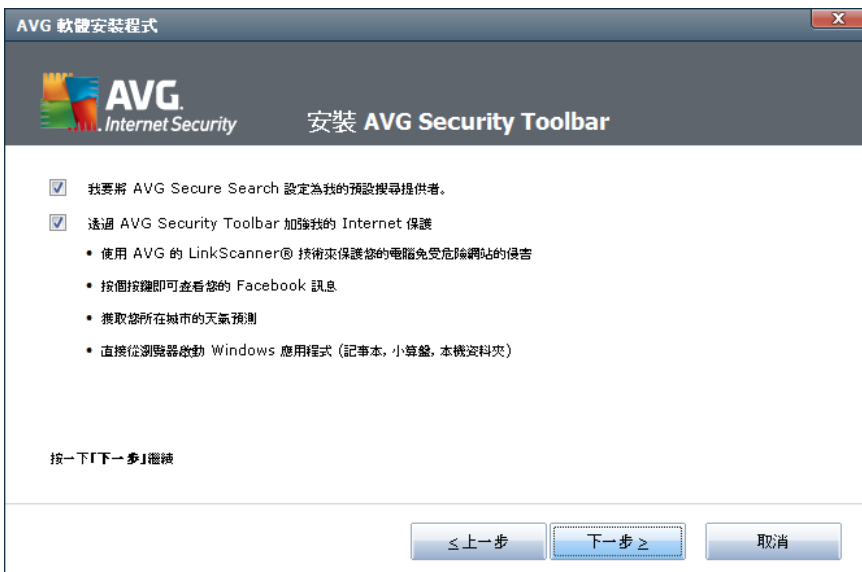 AVG 軟體安裝程式
AVG.
Internet Security
安裝 AVG Security Toolbar
我要將 AVG Secure Search 設定為我的預設搜尋提供者。
透過 AVG Security Toolbar 加強我的 Internet 保護
• 使用 AVG 的 LinkScanner® 技術來保護您的電腦免受危險網站的侵害
• 按個按鍵即可查看您的 Facebook 訊息
• 獲取您所在城市的天氣預測
• 直接從瀏覽器啟動 Windows 應用程式 (記事本, 小算盤, 本機資料夾)
按一下「下一步」繼續
<上一步
下一步 >
取消